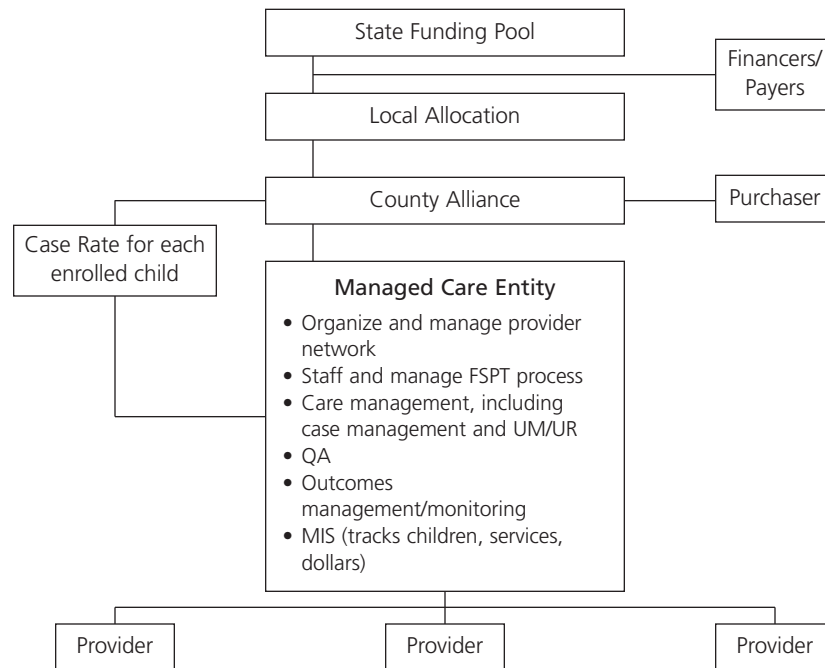 State Funding Pool
Financers/
Payers
Local Allocation
County Alliance
Purchaser
Case Rate for each
enrolled child
Managed Care Entity
• Organize and manage provider
network
• Staff and manage FSPT process
• Care management, including
case management and UM/UR
• QA
• Outcomes
management/monitoring
• MIS (tracks children, services,
dollars)
Provider
Provider
Provider